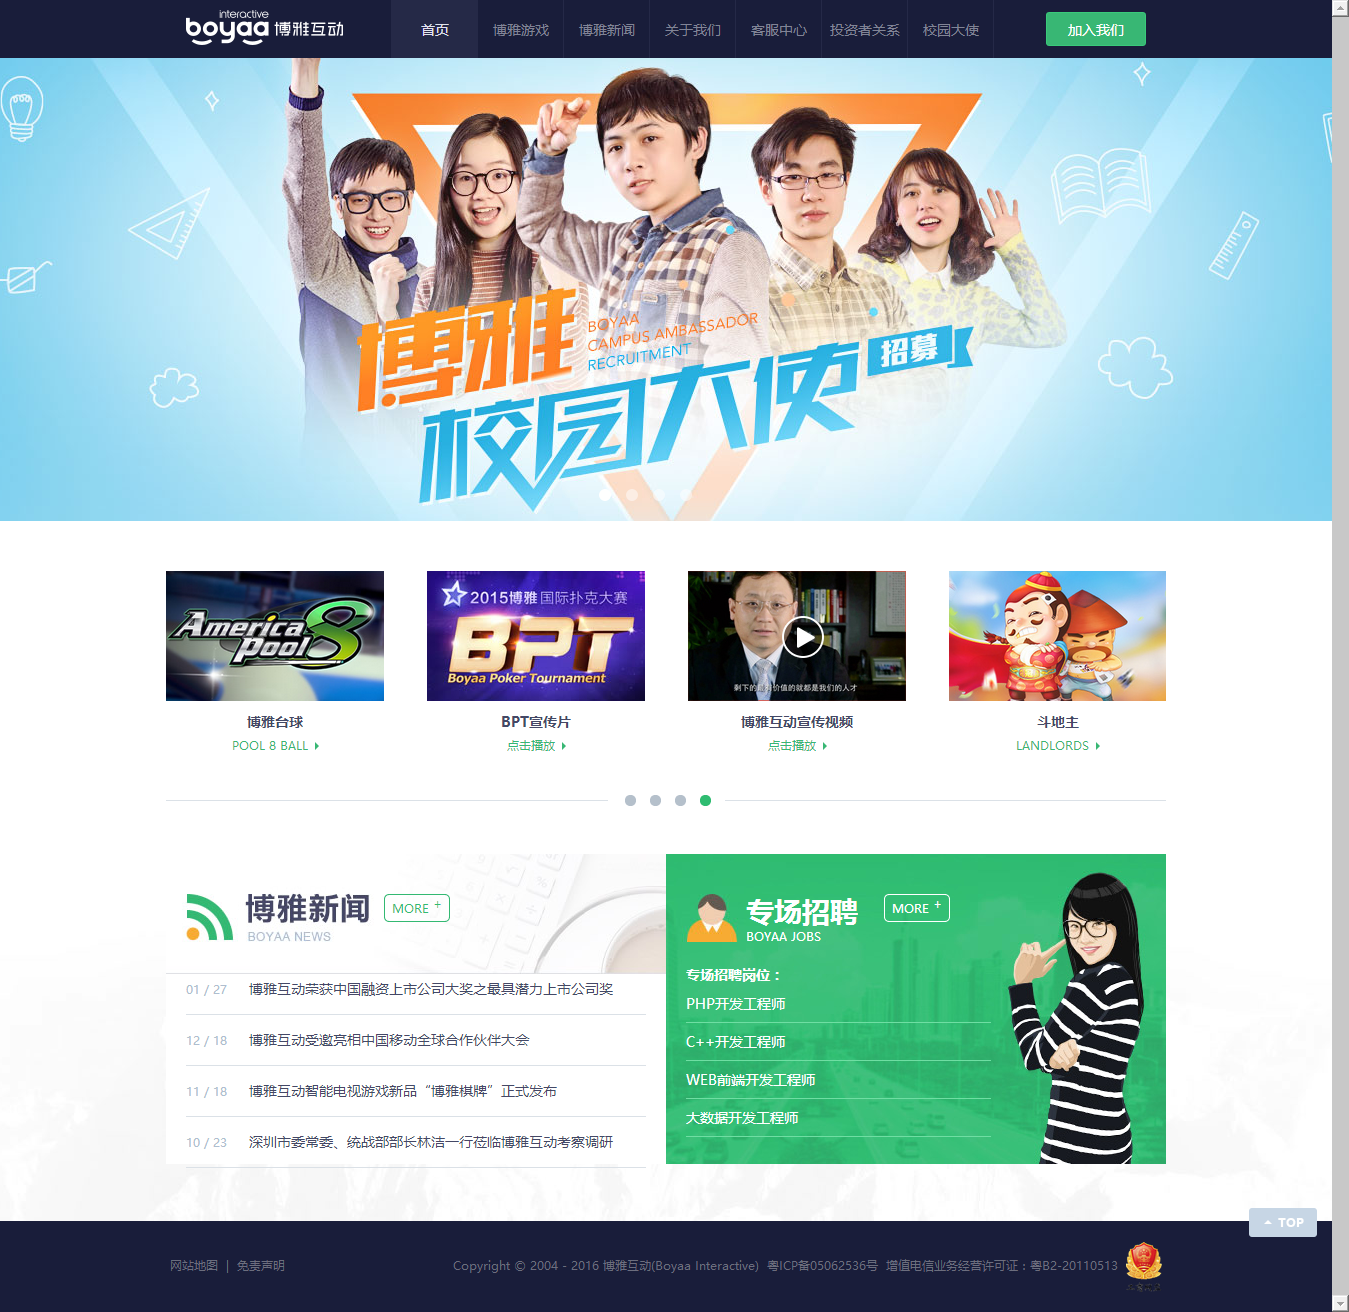 interactive
boyaa 博雅互动
首页
博雅游戏
博雅新闻
关于我们
客服中心
投资者关系
校园大使
加入我们
博雅
BOYAA
CAMPUS AMBASSADOR
RECRUITMENT
校园大使
招募
America
Pool 8
2015博雅国际扑克大赛
BPT
Boyaa Poker Tournament
剩下的最有价值的就都是我们的人才
博雅台球
BPT宣传片
博雅互动宣传视频
斗地主
POOL 8 BALL
点击播放
点击播放
LANDLORDS
博雅新闻
MORE +
BOYAA NEWS
01 / 27 博雅互动荣获中国融资上市公司大奖之最具潜力上市公司奖
12 / 18 博雅互动受邀亮相中国移动全球合作伙伴大会
11 / 18 博雅互动智能电视游戏新品“博雅棋牌”正式发布
10 / 23 深圳市委常委、统战部部长林洁一行莅临博雅互动考察调研
专场招聘
MORE +
BOYAA JOBS
专场招聘岗位：
PHP开发工程师
C++开发工程师
WEB前端开发工程师
大数据开发工程师
TOP
网站地图 | 免责声明
Copyright © 2004 - 2016 博雅互动(Boyaa Interactive) 粤ICP备05062536号 增值电信业务经营许可证：粤B2-20110513